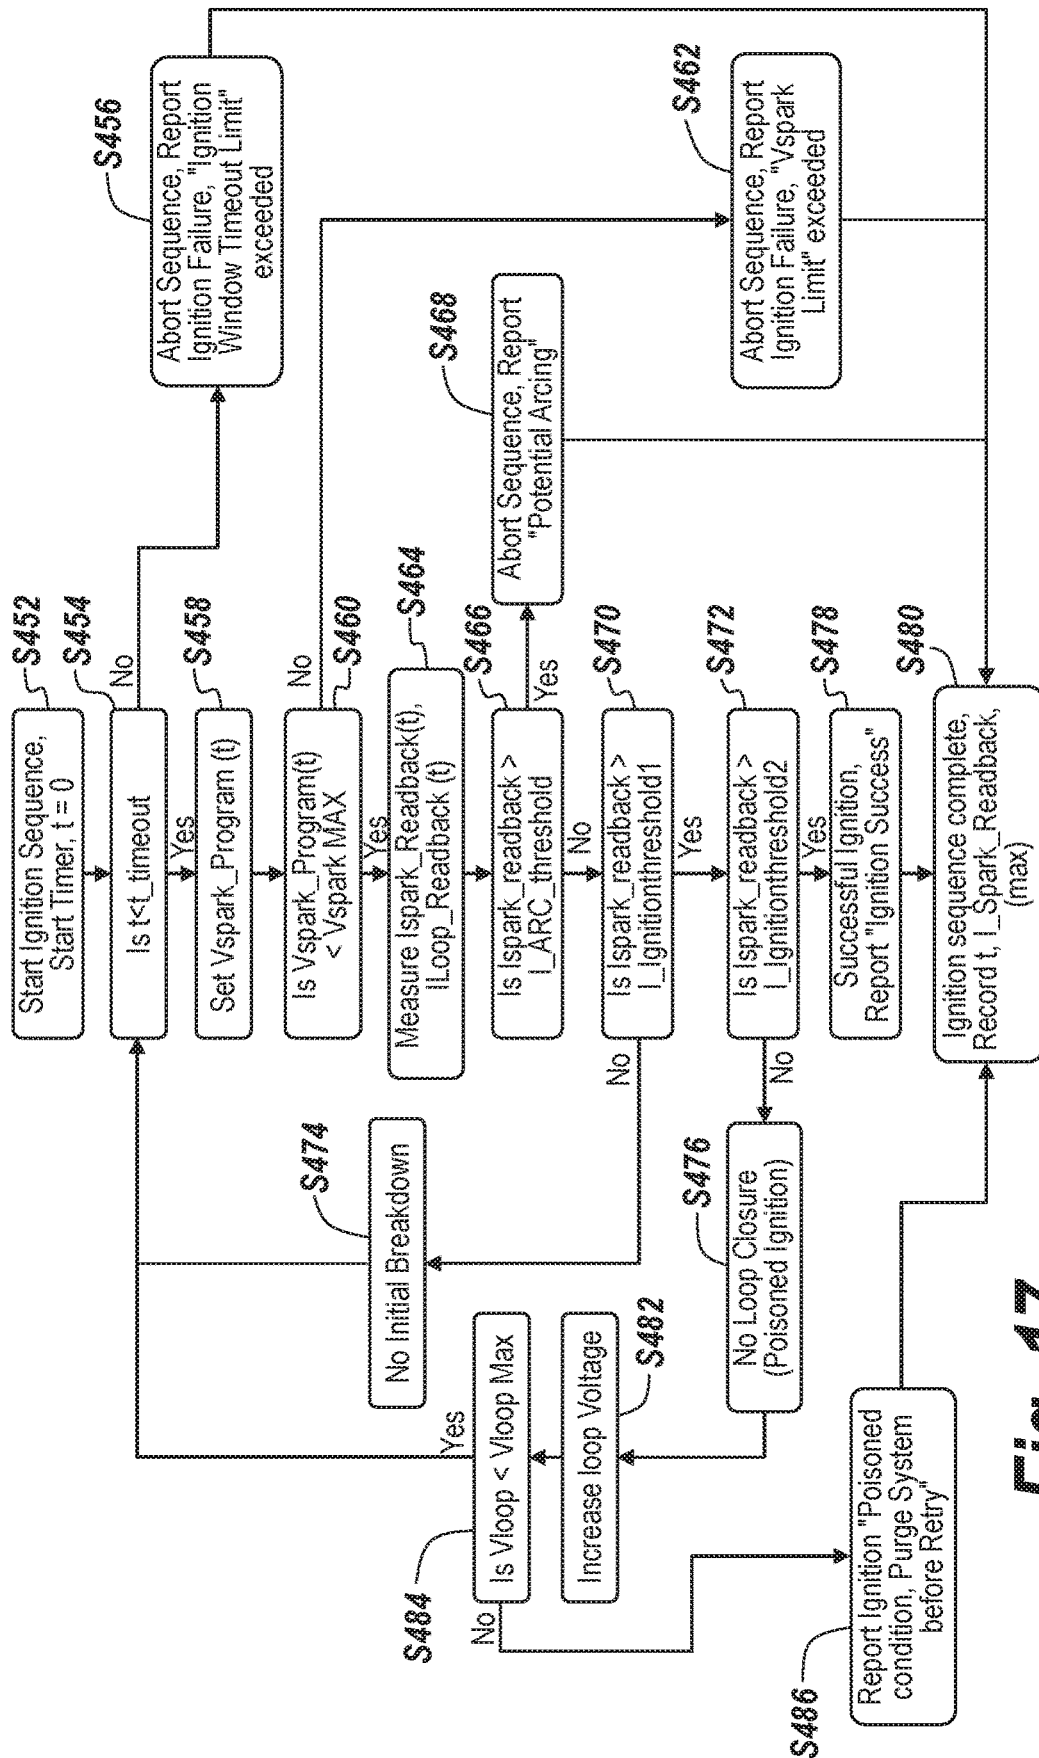 S452
Start Ignition Sequence,
Start Timer, t = 0
S454
Is t<t_timeout
No
Yes
S456
Abort Sequence, Report
Ignition Failure, "Ignition
Window Timeout Limit"
exceeded
S458
Set Vspark_Program (t)
S460
Is Vspark_Program(t)
< Vspark MAX
No
Yes
S462
Abort Sequence, Report
Ignition Failure, "Vspark
Limit" exceeded
S464
Measure Ispark_Readback(t),
ILoop_Readback (t)
S466
Is Ispark_readback >
I_ARC_threshold
Yes
No
S468
Abort Sequence, Report
"Potential Arcing"
S470
Is Ispark_readback >
I_Ignitionthreshold1
No
Yes
S474
No Initial Breakdown
S472
Is Ispark_readback >
I_Ignitionthreshold2
No
Yes
S476
No Loop Closure
(Poisoned Ignition)
S478
Successful Ignition,
Report "Ignition Success"
S480
Ignition sequence complete,
Record t, I_Spark_Readback,
(max)
S482
Increase loop Voltage
S484
Is Vloop < Vloop Max
Yes
No
S486
Report Ignition "Poisoned
condition, Purge System
before Retry"